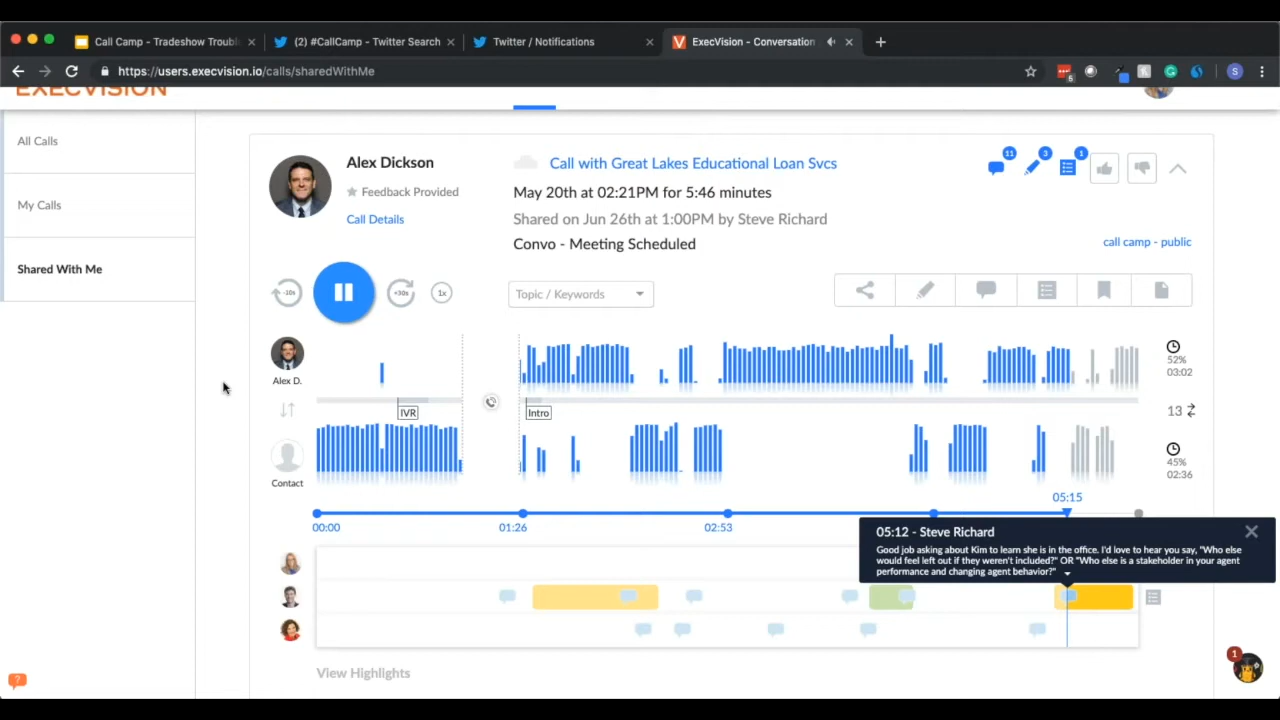 Call Camp - Tradeshow Troubl
(2) #CallCamp - Twitter Search
Twitter / Notifications
ExecVision - Conversation
https://users.execvision.io/calls/sharedWithMe
6
S
EXECVISION
All Calls
My Calls
Shared With Me
Alex Dickson
Feedback Provided
Call Details
Call with Great Lakes Educational Loan Svcs
May 20th at 02:21PM for 5:46 minutes
Shared on Jun 26th at 1:00PM by Steve Richard
Convo - Meeting Scheduled
11
3
1
call camp - public
-10s
+30s
1x
Topic / Keywords
Alex D.
IVR
Intro
Contact
52%
03:02
13
45%
02:36
05:15
00:00
01:26
02:53
05:12 - Steve Richard
Good job asking about Kim to learn she is in the office. I'd love to hear you say, "Who else
would feel left out if they weren't included?" OR "Who else is a stakeholder in your agent
performance and changing agent behavior?"
View Highlights
?
1